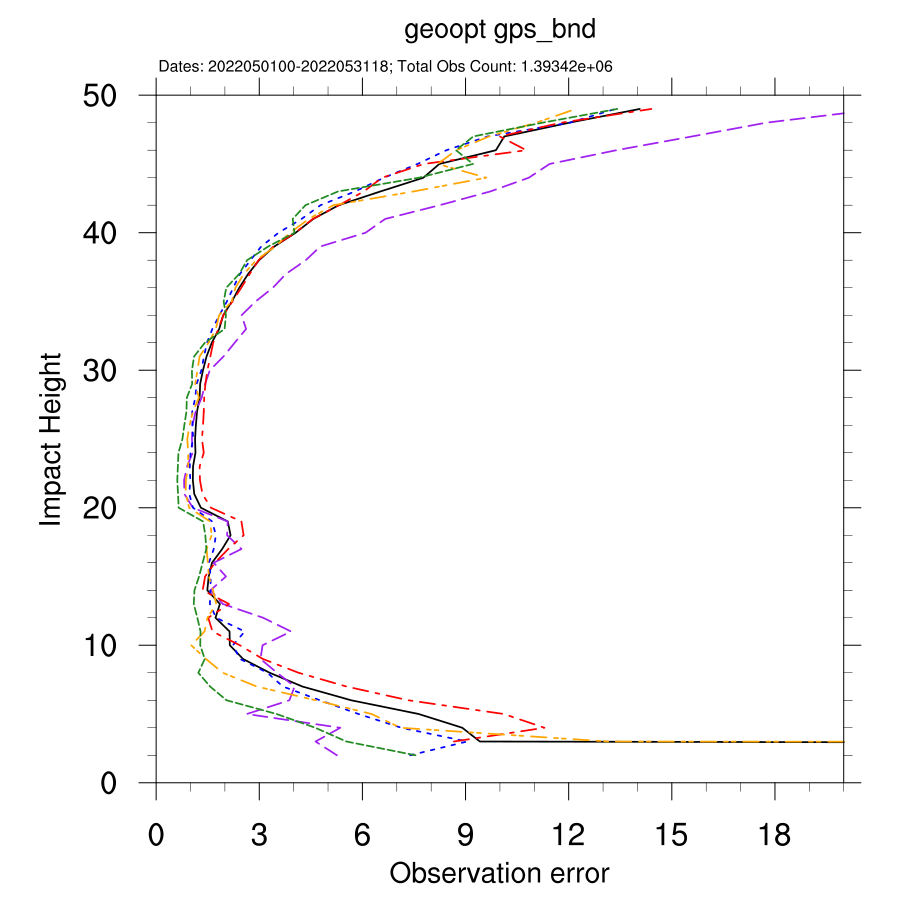 geoopt gps_bnd
Dates: 2022050100-2022053118; Total Obs Count: 1.39342e+06
50
40
30
20
10
0
Impact Height
0 3 6 9 12 15 18
Observation error